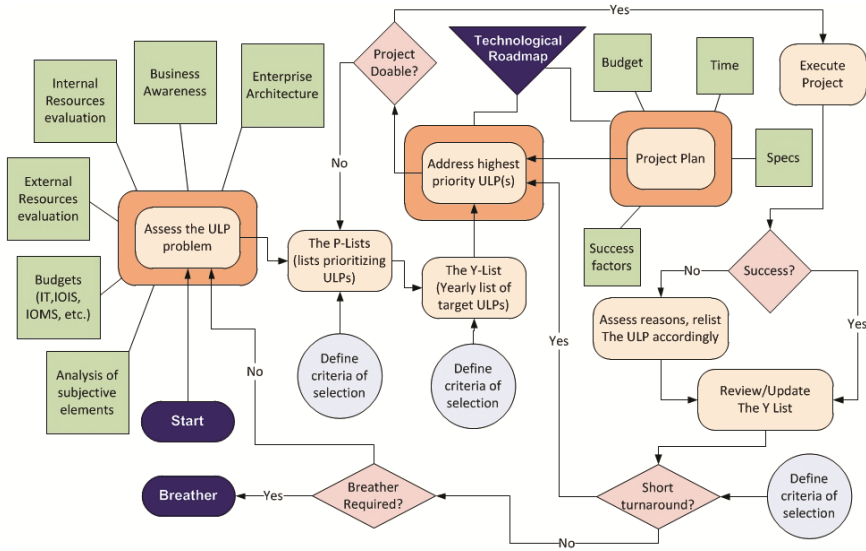 Yes
Project
Doable?
Technological
Roadmap
Budget
Time
Execute
Project
Internal
Resources
evaluation
Business
Awareness
Enterprise
Architecture
No
Address highest
priority ULP(s)
Project Plan
Specs
External
Resources
evaluation
Assess the ULP
problem
The P-Lists
(lists prioritizing
ULPs)
The Y-List
(Yearly list of
target ULPs)
Success
factors
No
Success?
Budgets
(IT,IOIS,
IOMS, etc.)
Assess reasons, relist
The ULP accordingly
Yes
Yes
Analysis of
subjective
elements
No
Define
criteria of
selection
Define
criteria of
selection
Review/Update
The Y List
Start
Breather
Yes
Breather
Required?
No
Short
turnaround?
Define
criteria of
selection